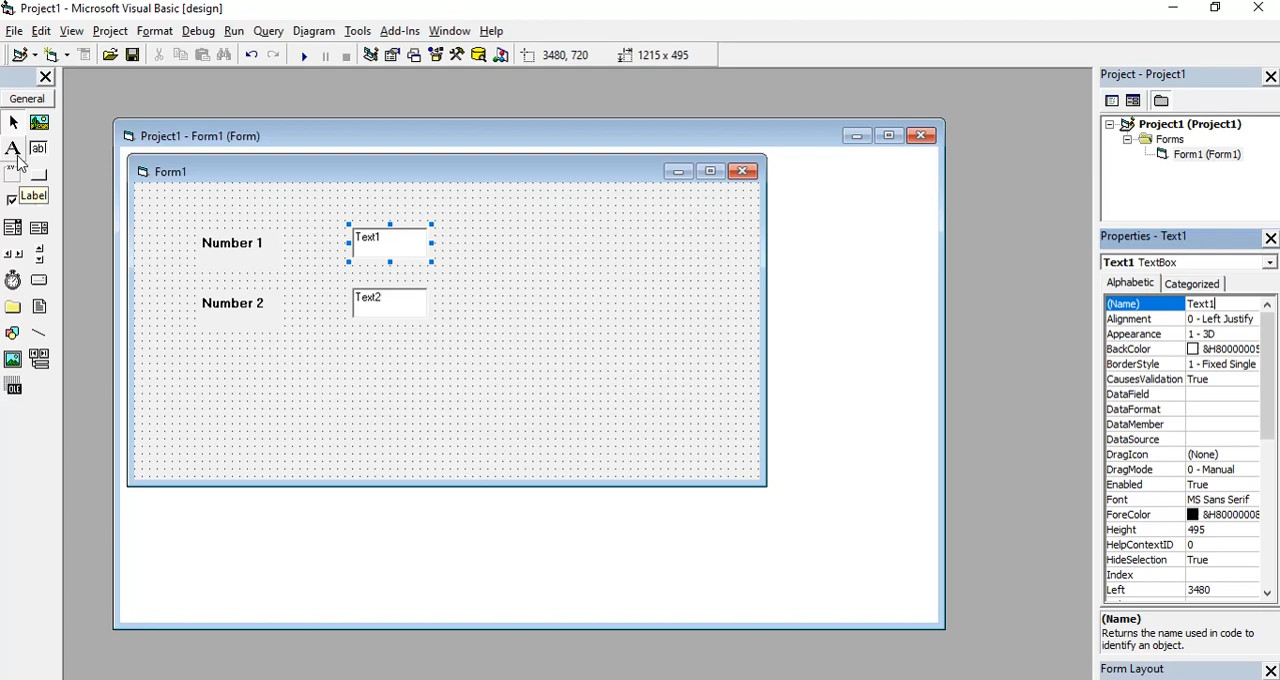 Project1 - Microsoft Visual Basic [design]
File Edit View Project Format Debug Run Query Diagram Tools Add-Ins Window Help
3480, 720 1215 x 495
General
A ab|
Label
OLE
Project1 - Form1 (Form)
Form1
Number 1 Text1
Number 2 Text2
Project - Project1
Project1 (Project1)
Forms
Form1 (Form1)
Properties - Text1
Text1 TextBox
Alphabetic Categorized
(Name) Text1
Alignment 0 - Left Justify
Appearance 1 - 3D
BackColor &H80000005
BorderStyle 1 - Fixed Single
CausesValidation True
DataField
DataFormat
DataMember
DataSource
DragIcon (None)
DragMode 0 - Manual
Enabled True
Font MS Sans Serif
ForeColor &H80000008
Height 495
HelpContextID 0
HideSelection True
Index
Left 3480
(Name)
Returns the name used in code to
identify an object.
Form Layout